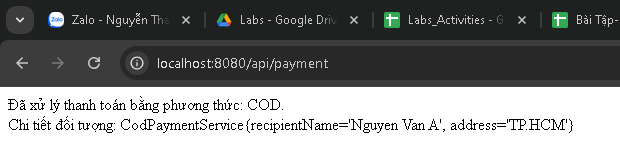 Zalo - Nguyễn Tha
Labs - Google Driv
Labs_Activities - G
Bài Tập-
localhost:8080/api/payment
Đã xử lý thanh toán bằng phương thức: COD.
Chi tiết đối tượng: CodPaymentService{recipientName='Nguyen Van A', address='TP.HCM'}